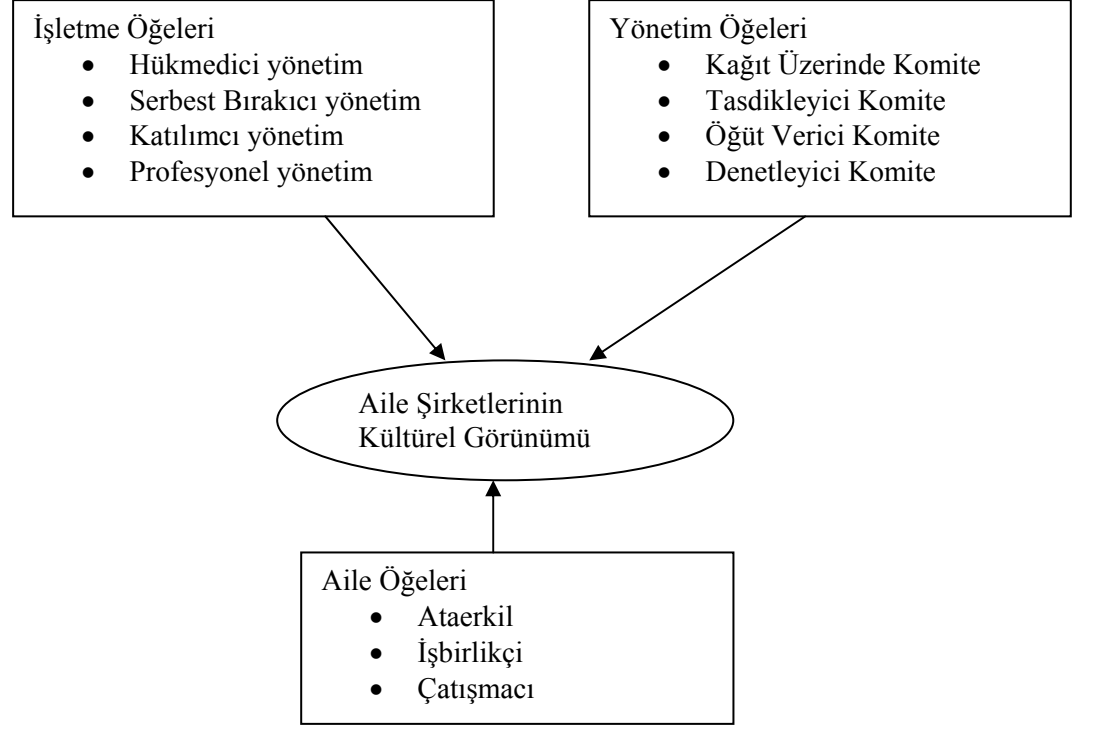 İşletme Öğeleri
• Hükmedici yönetim
• Serbest Bırakıcı yönetim
• Katılımcı yönetim
• Profesyonel yönetim
Yönetim Öğeleri
• Kağıt Üzerinde Komite
• Tasdikleyici Komite
• Öğüt Verici Komite
• Denetleyici Komite
Aile Şirketlerinin
Kültürel Görünümü
Aile Öğeleri
• Ataerkil
• İşbirlikçi
• Çatışmacı